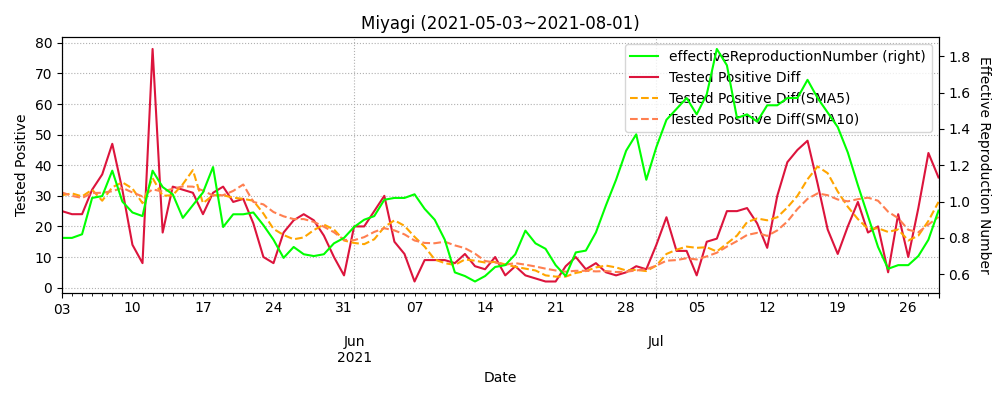 Miyagi (2021-05-03~2021-08-01)
effectiveReproductionNumber (right)
Tested Positive Diff
Tested Positive Diff(SMA5)
Tested Positive Diff(SMA10)
Tested Positive
80
70
60
50
40
30
20
10
0
1.8
1.6
1.4
1.2
1.0
0.8
0.6
Effective Reproduction Number
03 10 17 24 31 07 14 21 28 05 12 19 26
Jun Jul
2021
Date